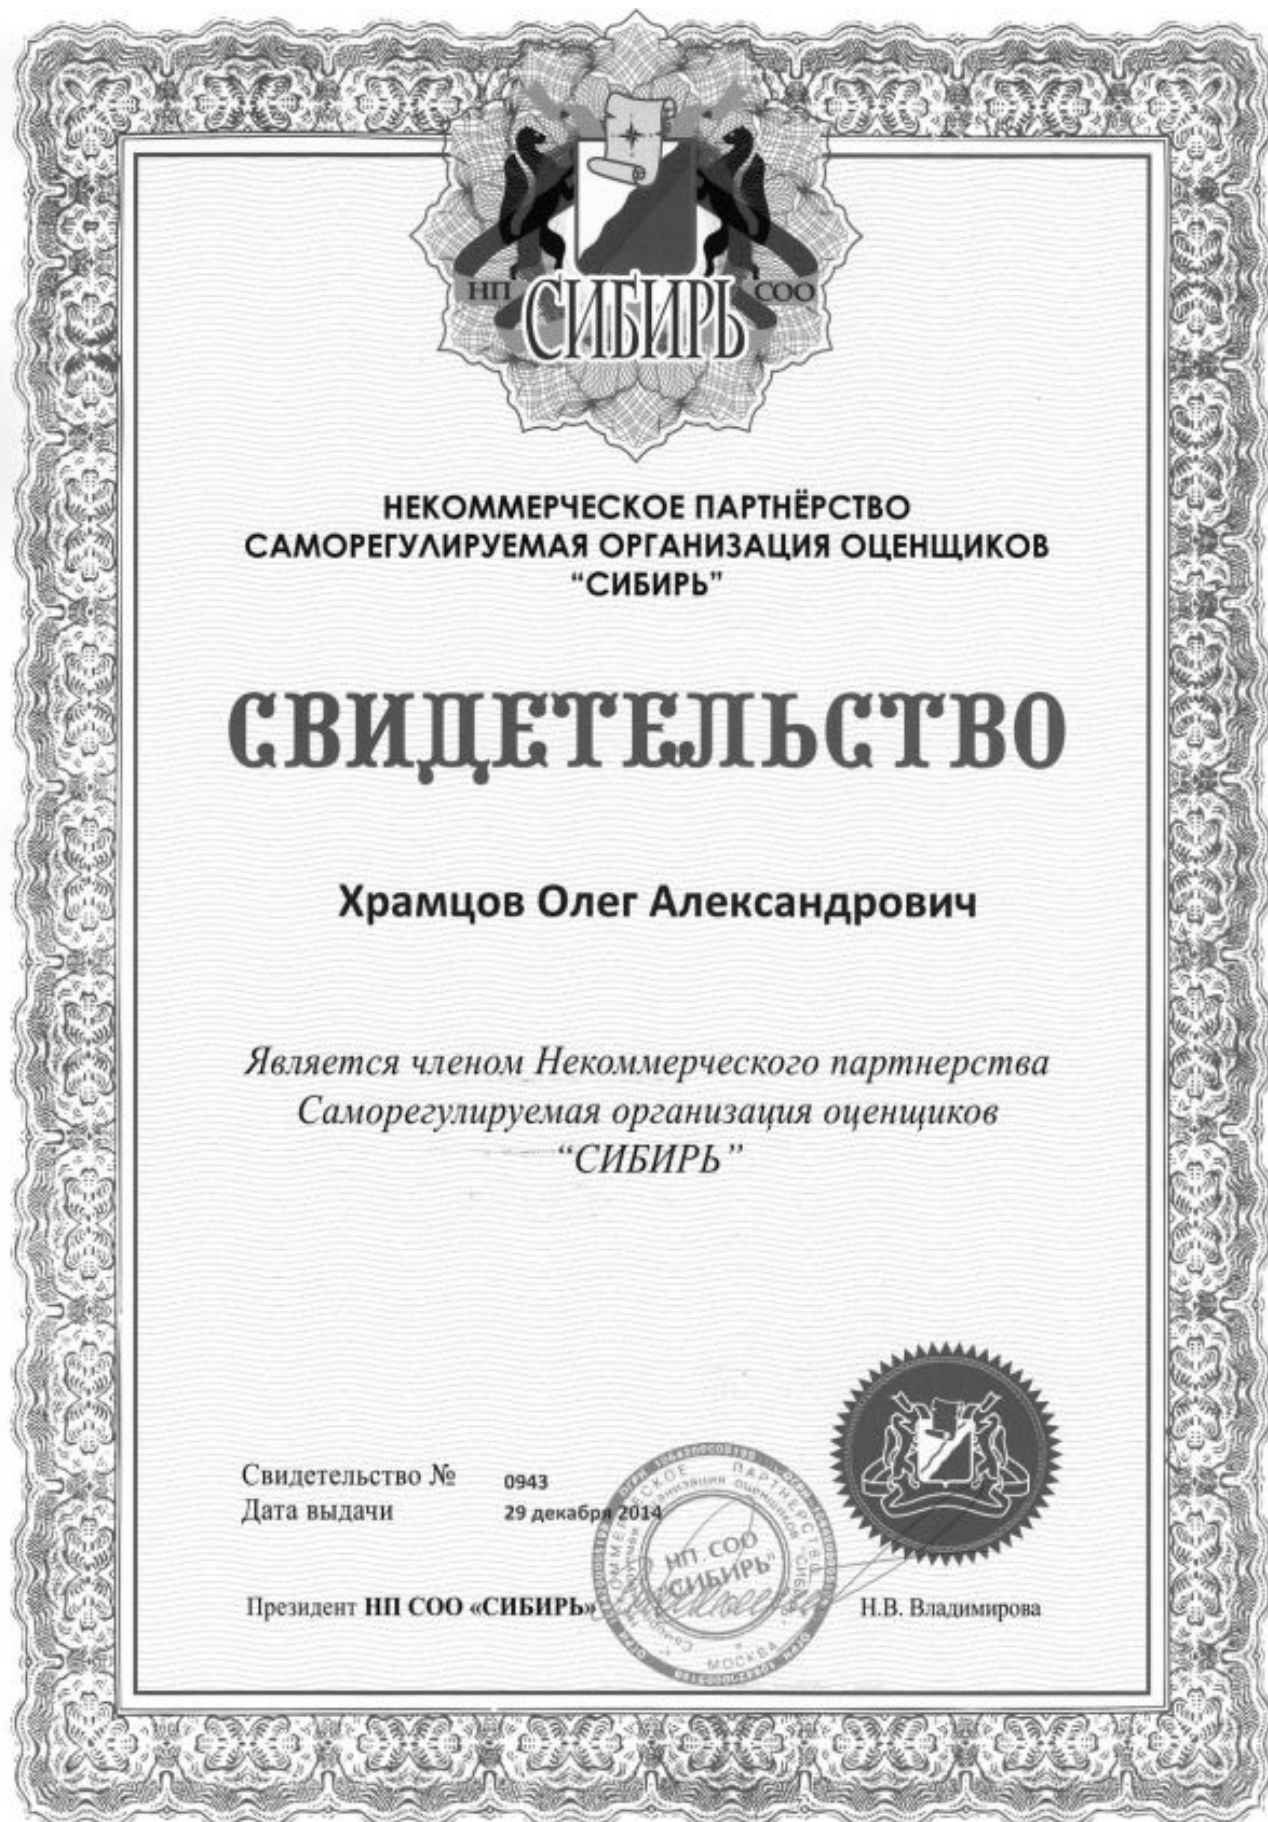 НП СИБИРЬ СОО
НЕКОММЕРЧЕСКОЕ ПАРТНЁРСТВО
САМОРЕГУЛИРУЕМАЯ ОРГАНИЗАЦИЯ ОЦЕНЩИКОВ
“СИБИРЬ”
СВИДЕТЕЛЬСТВО
Храмцов Олег Александрович
Является членом Некоммерческого партнерства
Саморегулируемая организация оценщиков
“СИБИРЬ”
Свидетельство № 0943
Дата выдачи 29 декабря 2014
НП СОО
"СИБИРЬ"
МОСКВА
Президент НП СОО «СИБИРЬ» Н.В. Владимирова